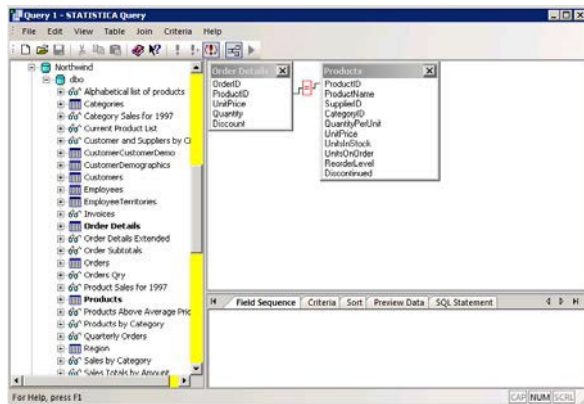 Query 1 - STATISTICA Query
File Edit View Table Join Criteria Help
Northwind
dbo
Alphabetical list of products
Categories
Category Sales for 1997
Current Product List
Customer and Suppliers by Ci
CustomerCustomerDemo
CustomerDemographics
Customers
Employees
EmployeeTerritories
Invoices
Order Details
Order Details Extended
Order Subtotals
Orders
Orders Qry
Product Sales for 1997
Products
Products Above Average Pric
Products by Category
Quarterly Orders
Region
Sales by Category
Sales Totals by Amount
Order Details
OrderID
ProductID
UnitPrice
Quantity
Discount
Products
ProductID
ProductName
SupplierID
CategoryID
QuantityPerUnit
UnitPrice
UnitsInStock
UnitsOnOrder
ReorderLevel
Discontinued
Field Sequence Criteria Sort Preview Data SQL Statement
For Help, press F1
CAP NUM SCRL